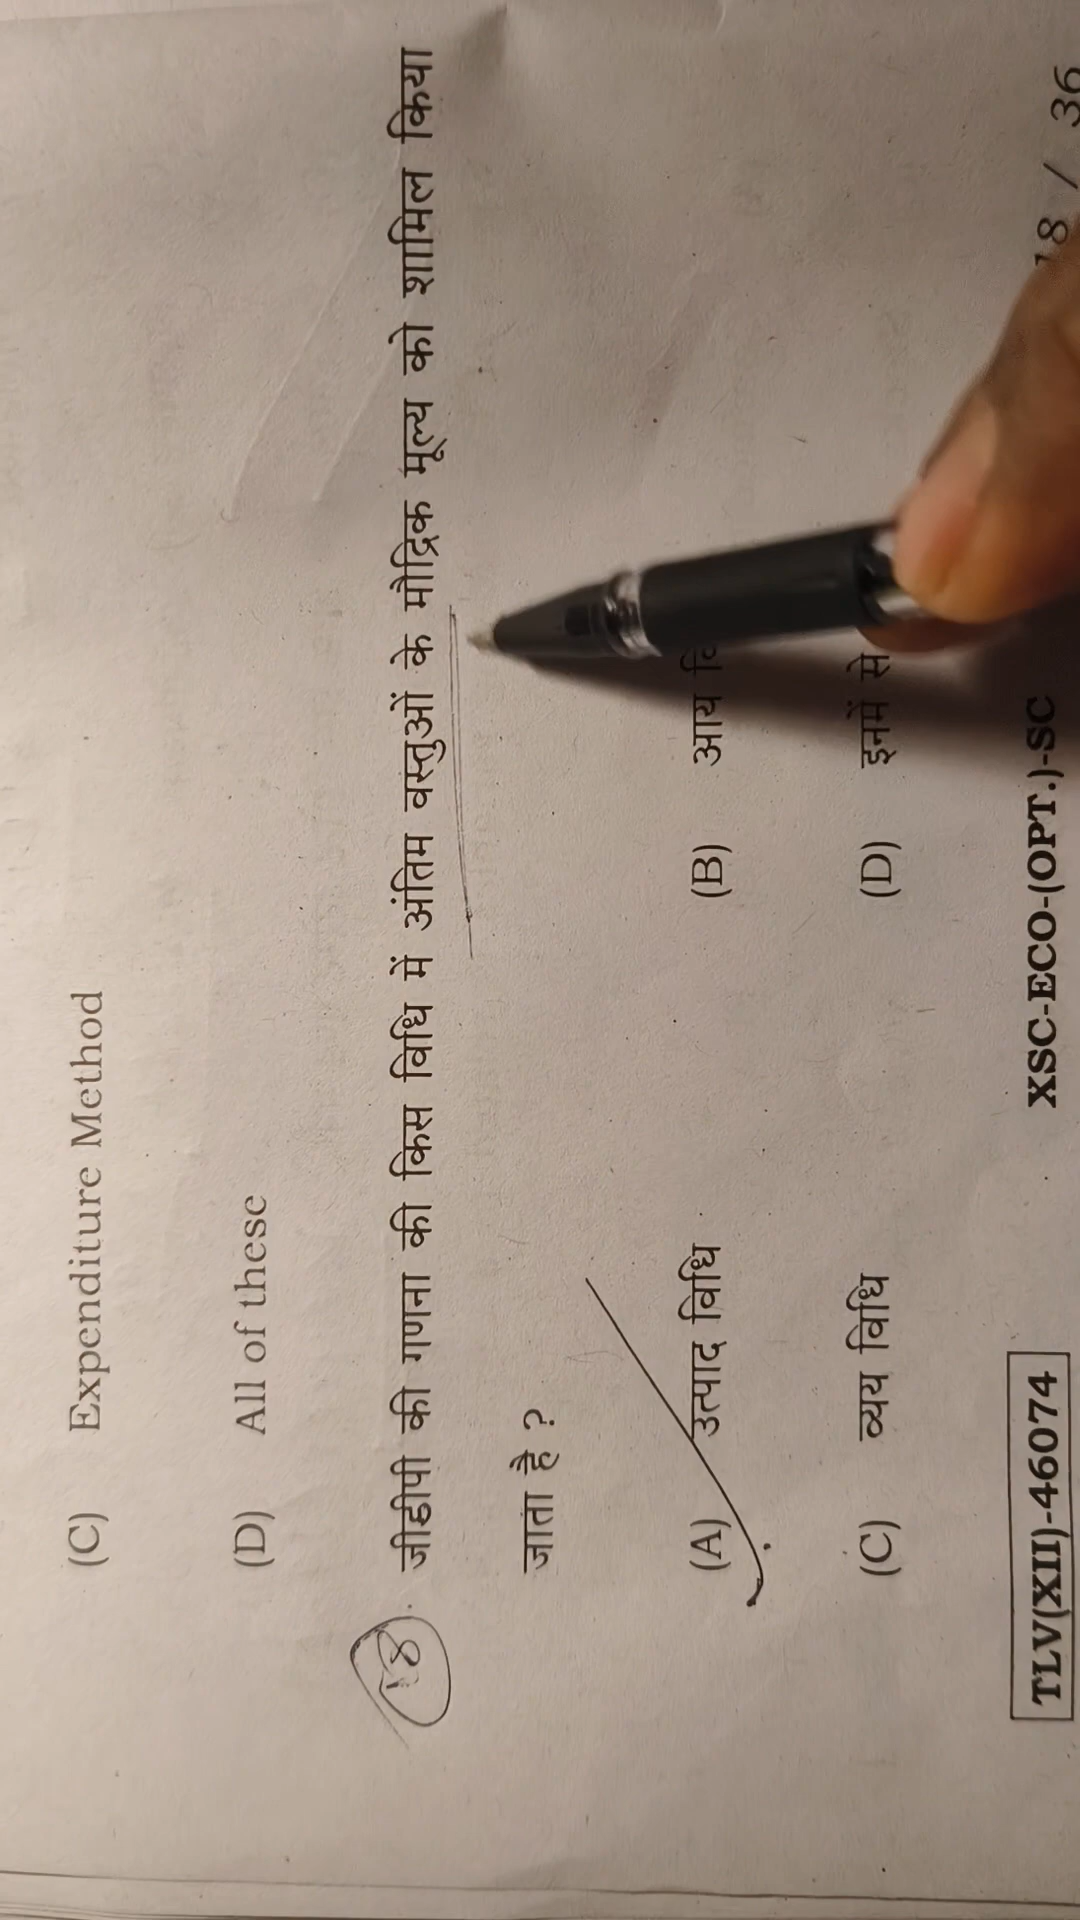 (C) Expenditure Method
(D) All of these
18. जीडीपी की गणना की किस विधि में अंतिम वस्तुओं के मौद्रिक मूल्य को शामिल किया
जाता है ?
(A) उत्पाद विधि (B) आय
(C) व्यय विधि (D) इनमें से
TLV(XII)-46074 XSC-ECO-(OPT.)-SC 18 / 36